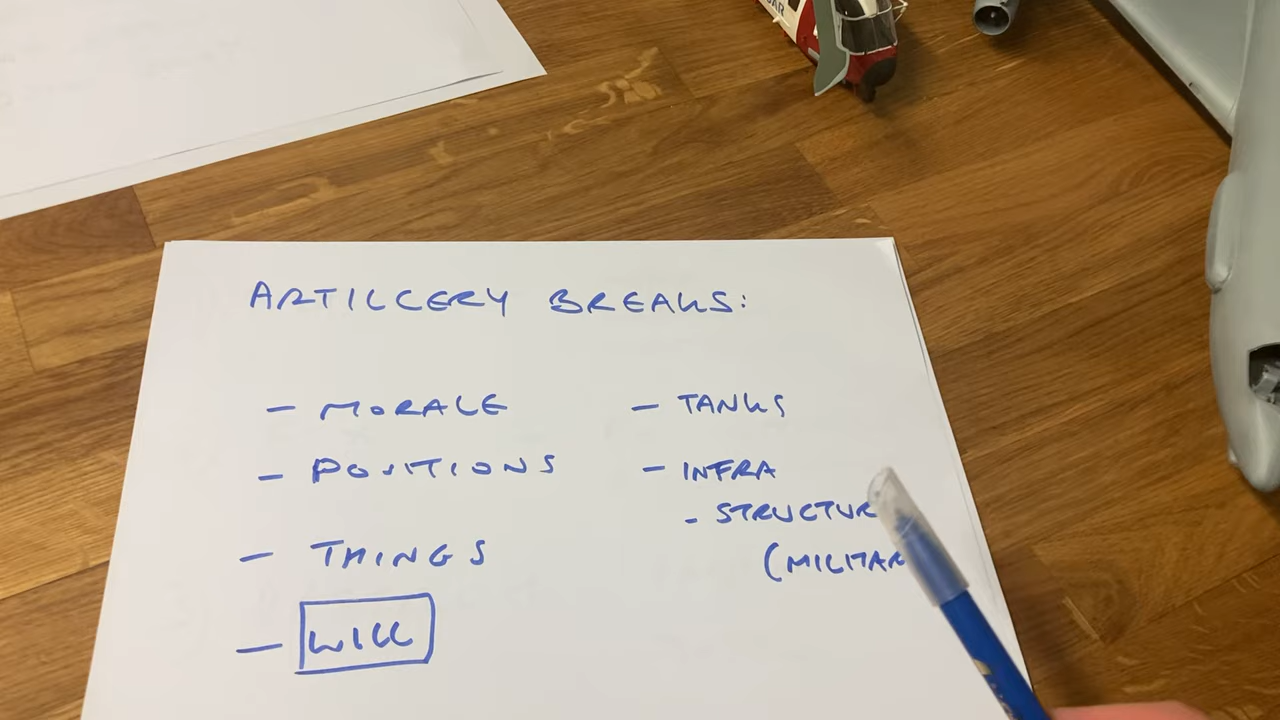 ARTILLERY BREAKS:
- MORALE
- POSITIONS
- THINGS
- WILL
- TANKS
- INFRA
- STRUCTUR
(MILITAR